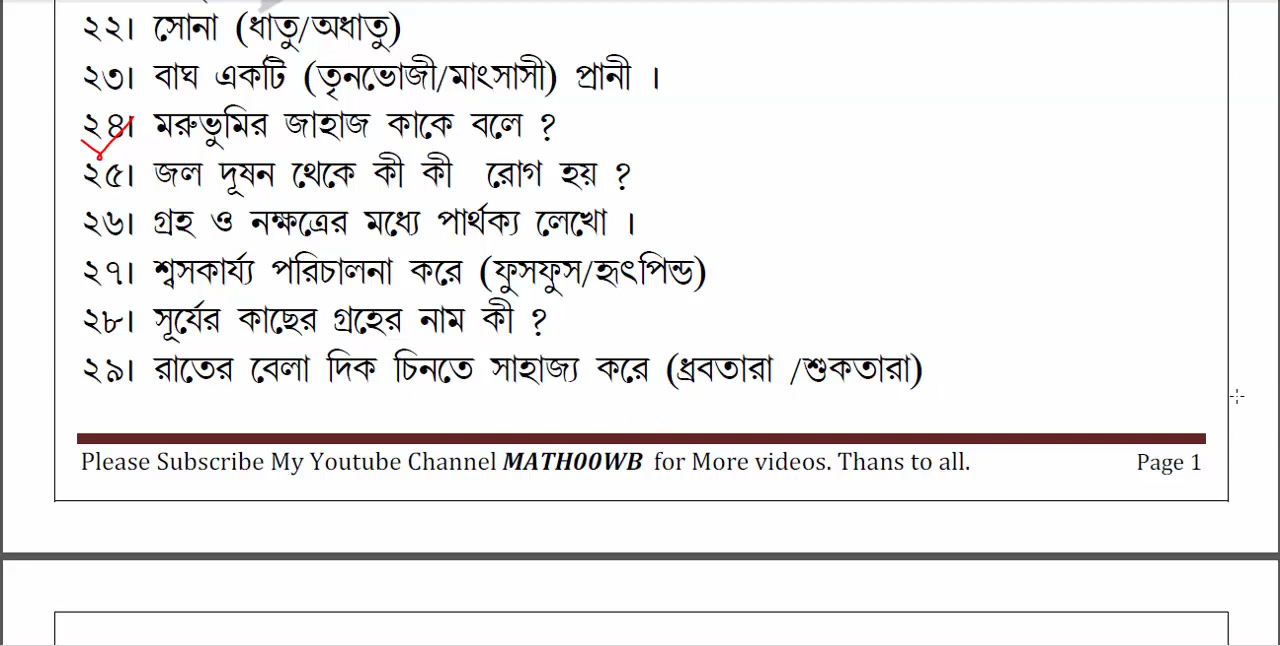 ২২। সোনা (ধাতু/অধাতু)
২৩। বাঘ একটি (তৃনভোজী/মাংসাসী) প্রানী ।
২৪। মরুভুমির জাহাজ কাকে বলে ?
২৫। জল দূষন থেকে কী কী রোগ হয় ?
২৬। গ্রহ ও নক্ষত্রের মধ্যে পার্থক্য লেখো ।
২৭। শ্বসকার্য্য পরিচালনা করে (ফুসফুস/হৃৎপিন্ড)
২৮। সূর্যের কাছের গ্রহের নাম কী ?
২৯। রাতের বেলা দিক চিনতে সাহাজ্য করে (ধ্রবতারা /শুকতারা)
Please Subscribe My Youtube Channel MATH00WB for More videos. Thans to all. Page 1